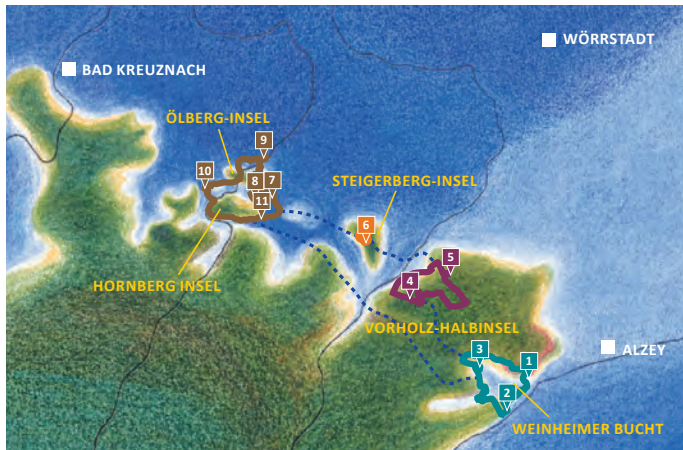 WÖRRSTADT
BAD KREUZNACH
ÖLBERG-INSEL
9
10
8
7
11
STEIGERBERG-INSEL
6
5
4
HORNBERG INSEL
VORHOLZ-HALBINSEL
3
1
ALZEY
2
WEINHEIMER BUCHT